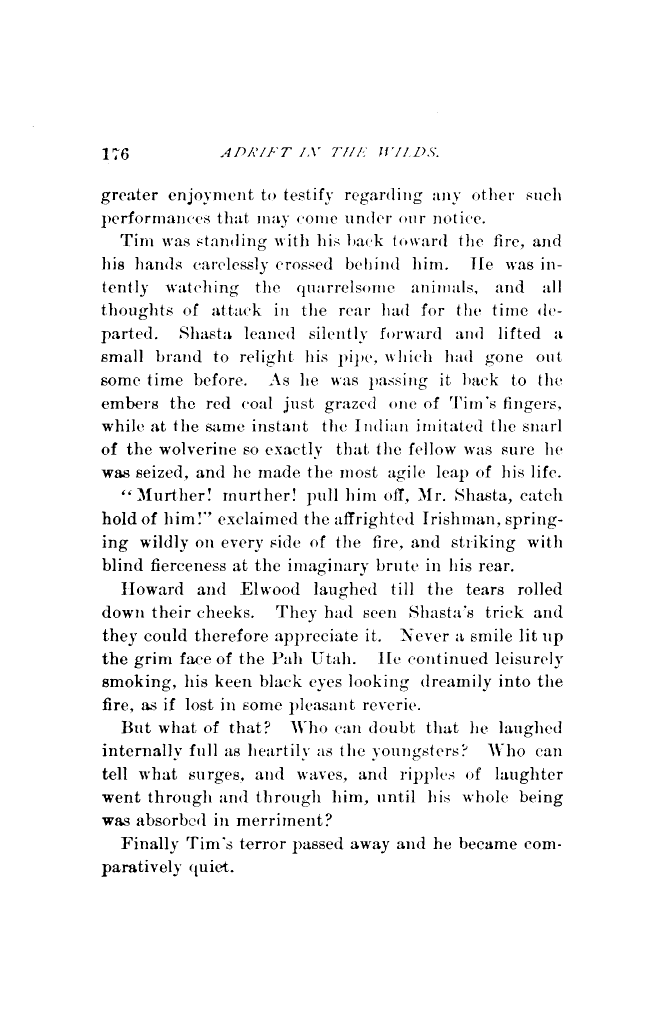 176 ADRIFT IN THE WILDS.
greater enjoyment to testify regarding any other such
performances that may come under our notice.
Tim was standing with his back toward the fire, and
his hands carelessly crossed behind him. He was in-
tently watching the quarrelsome animals, and all
thoughts of attack in the rear had for the time de-
parted. Shasta leaned silently forward and lifted a
small brand to relight his pipe, which had gone out
some time before. As he was passing it back to the
embers the red coal just grazed one of Tim's fingers,
while at the same instant the Indian imitated the snarl
of the wolverine so exactly that the fellow was sure he
was seized, and he made the most agile leap of his life.
"Murther! murther! pull him off, Mr. Shasta, catch
hold of him!" exclaimed the affrighted Irishman, spring-
ing wildly on every side of the fire, and striking with
blind fierceness at the imaginary brute in his rear.
Howard and Elwood laughed till the tears rolled
down their cheeks. They had seen Shasta's trick and
they could therefore appreciate it. Never a smile lit up
the grim face of the Pah Utah. He continued leisurely
smoking, his keen black eyes looking dreamily into the
fire, as if lost in some pleasant reverie.
But what of that? Who can doubt that he laughed
internally full as heartily as the youngsters? Who can
tell what surges, and waves, and ripples of laughter
went through and through him, until his whole being
was absorbed in merriment?
Finally Tim's terror passed away and he became com-
paratively quiet.